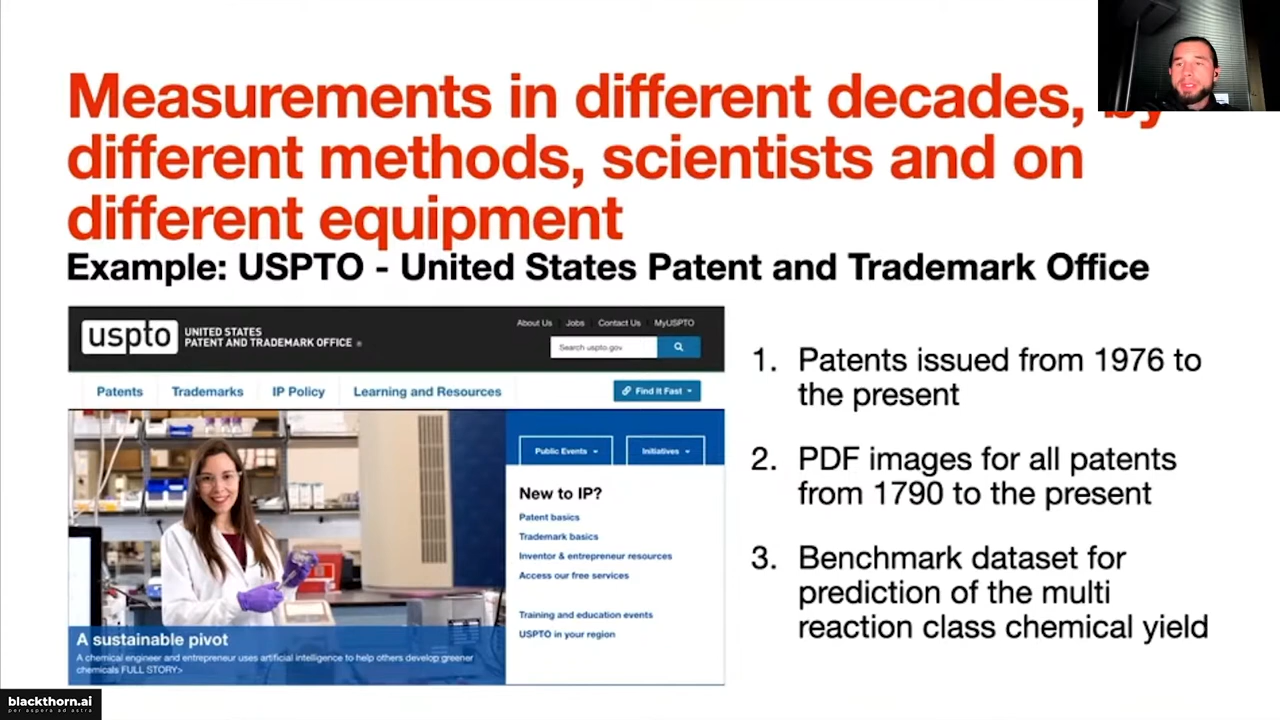 Measurements in different decades, by
different methods, scientists and on
different equipment
Example: USPTO - United States Patent and Trademark Office
uspto UNITED STATES
PATENT AND TRADEMARK OFFICE ®
About Us Jobs Contact Us MyUSPTO
Search uspto.gov
Patents Trademarks IP Policy Learning and Resources Find It Fast
Public Events Initiatives
New to IP?
Patent basics
Trademark basics
Inventor & entrepreneur resources
Access our free services
Training and education events
USPTO in your region
A sustainable pivot
A chemical engineer and entrepreneur uses artificial intelligence to help others develop greener
chemicals FULL STORY>
1. Patents issued from 1976 to
the present
2. PDF images for all patents
from 1790 to the present
3. Benchmark dataset for
prediction of the multi
reaction class chemical yield
blackthorn.ai
per aspera ad astra